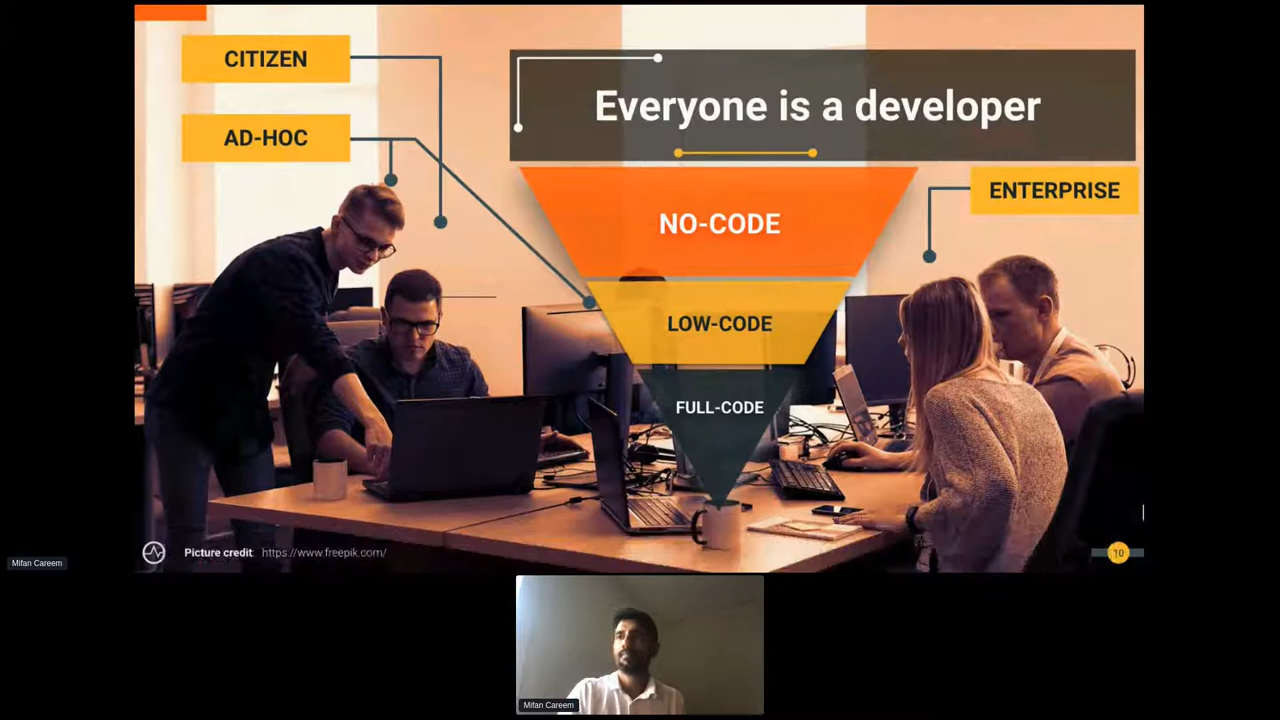 CITIZEN
AD-HOC
Everyone is a developer
ENTERPRISE
NO-CODE
LOW-CODE
FULL-CODE
Picture credit: https://www.freepik.com/
10
Mifan Careem
Mifan Careem